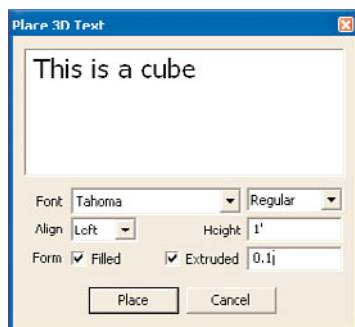 Place 3D Text
This is a cube
Font Tahoma Regular
Align Left Height 1'
Form Filled Extruded 0.1
Place Cancel